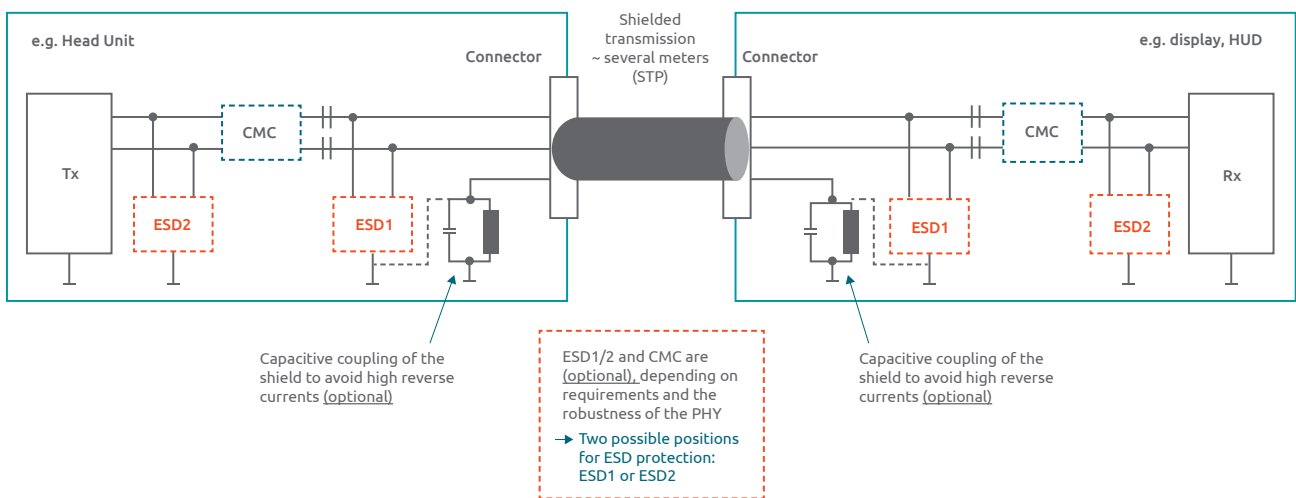 e.g. Head Unit
Connector
Shielded
transmission
~ several meters
(STP)
Connector
e.g. display, HUD
Tx
CMC
ESD2
ESD1
CMC
ESD1
ESD2
Rx
Capacitive coupling of the
shield to avoid high reverse
currents (optional)
ESD1/2 and CMC are
(optional), depending on
requirements and the
robustness of the PHY
→ Two possible positions
for ESD protection:
ESD1 or ESD2
Capacitive coupling of the
shield to avoid high reverse
currents (optional)